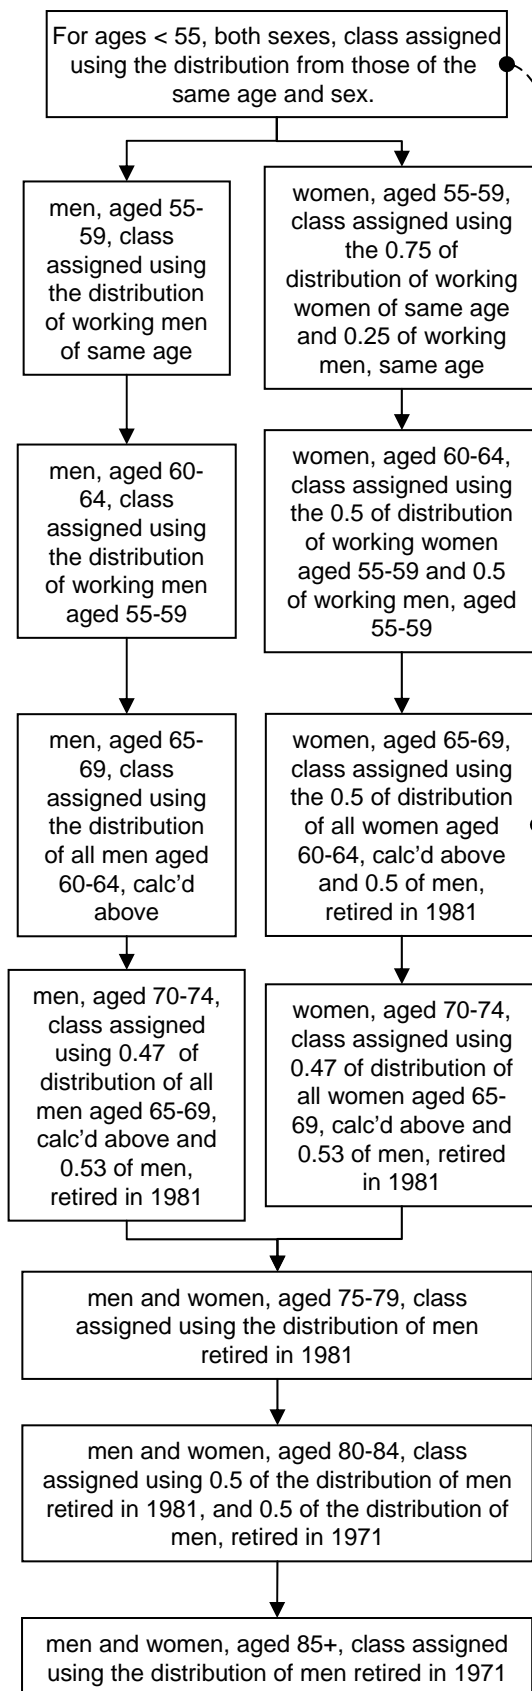 For ages < 55, both sexes, class assigned
using the distribution from those of the
same age and sex.
men, aged 55-
59, class
assigned using
the distribution
of working men
of same age
women, aged 55-59,
class assigned using
the 0.75 of
distribution of working
women of same age
and 0.25 of working
men, same age
men, aged 60-
64, class
assigned using
the distribution
of working men
aged 55-59
women, aged 60-64,
class assigned using
the 0.5 of distribution
of working women
aged 55-59 and 0.5
of working men, aged
55-59
men, aged 65-
69, class
assigned using
the distribution
of all men aged
60-64, calc'd
above
women, aged 65-69,
class assigned using
the 0.5 of distribution
of all women aged
60-64, calc'd above
and 0.5 of men,
retired in 1981
men, aged 70-74,
class assigned
using 0.47 of
distribution of all
men aged 65-69,
calc'd above and
0.53 of men,
retired in 1981
women, aged 70-74,
class assigned using
0.47 of distribution of
all women aged 65-
69, calc'd above and
0.53 of men, retired
in 1981
men and women, aged 75-79, class
assigned using the distribution of men
retired in 1981
men and women, aged 80-84, class
assigned using 0.5 of the distribution of men
retired in 1981, and 0.5 of the distribution of
men, retired in 1971
men and women, aged 85+, class assigned
using the distribution of men retired in 1971